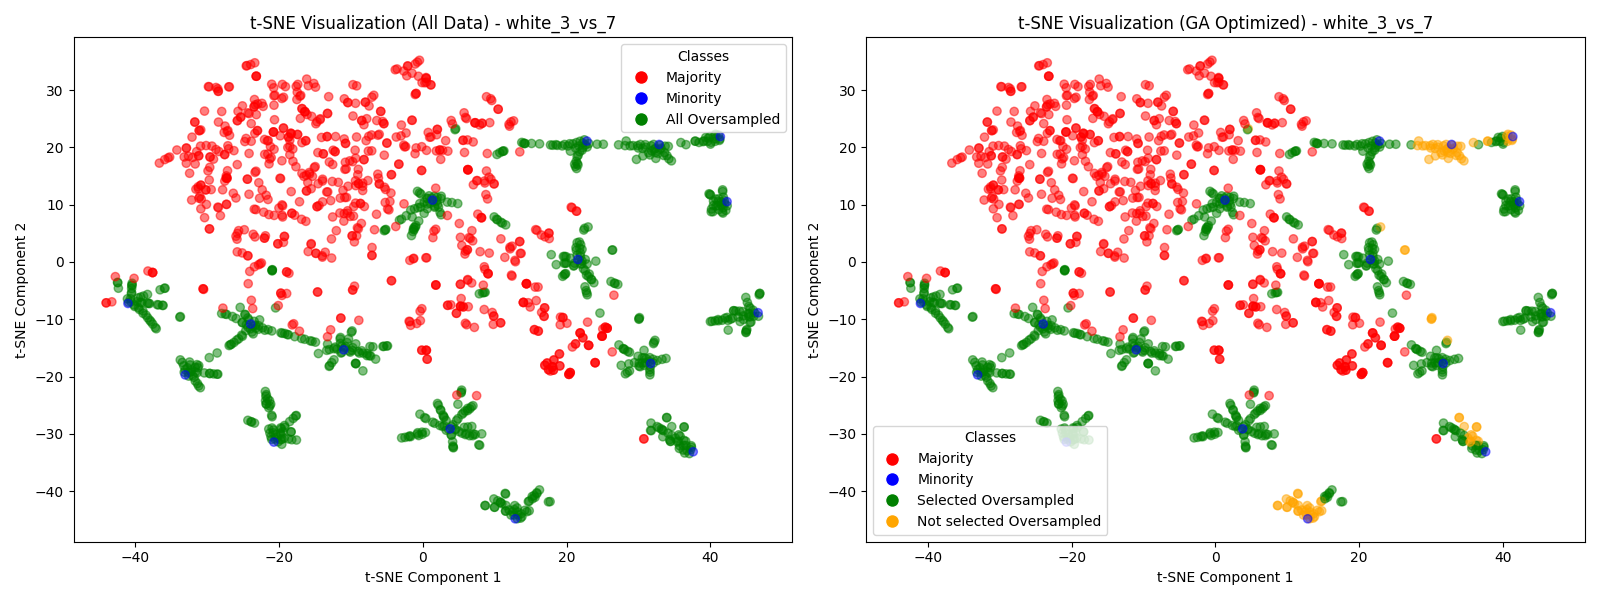 t-SNE Visualization (All Data) - white_3_vs_7
Classes
Majority
Minority
All Oversampled
30
20
10
0
−10
−20
−30
−40
−40
−20
0
20
40
t-SNE Component 1
t-SNE Component 2
t-SNE Visualization (GA Optimized) - white_3_vs_7
Classes
Majority
Minority
Selected Oversampled
Not selected Oversampled
30
20
10
0
−10
−20
−30
−40
−40
−20
0
20
40
t-SNE Component 1
t-SNE Component 2